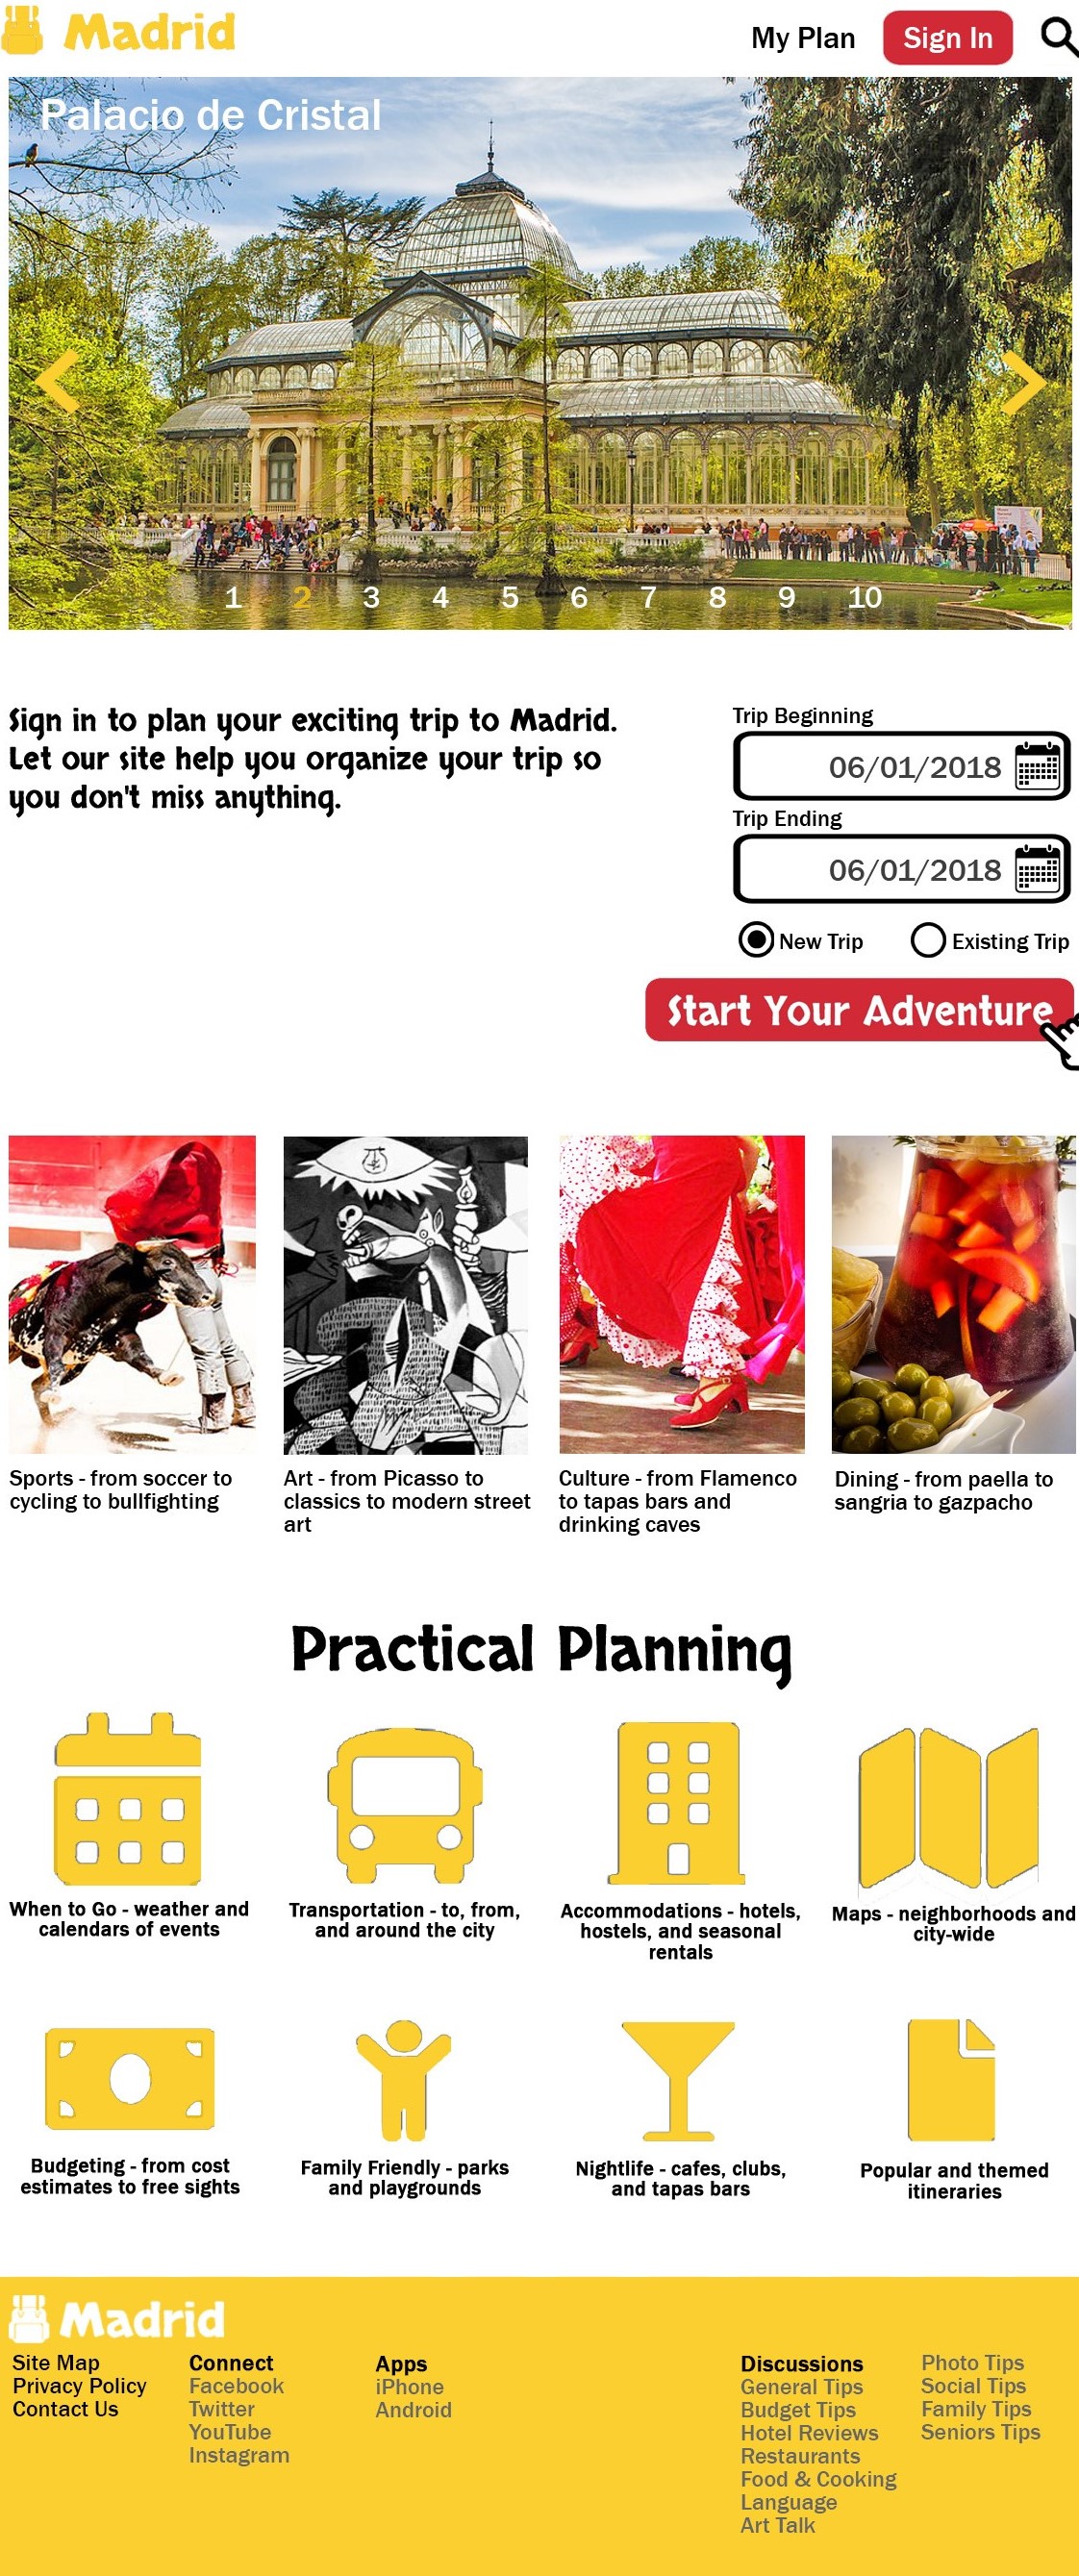 Madrid
My Plan
Sign In
Palacio de Cristal
1 2 3 4 5 6 7 8 9 10
Sign in to plan your exciting trip to Madrid.
Let our site help you organize your trip so
you don't miss anything.
Trip Beginning
06/01/2018
Trip Ending
06/01/2018
New Trip
Existing Trip
Start Your Adventure
Sports - from soccer to
cycling to bullfighting
Art - from Picasso to
classics to modern street
art
Culture - from Flamenco
to tapas bars and
drinking caves
Dining - from paella to
sangria to gazpacho
Practical Planning
When to Go - weather and
calendars of events
Transportation - to, from,
and around the city
Accommodations - hotels,
hostels, and seasonal
rentals
Maps - neighborhoods and
city-wide
Budgeting - from cost
estimates to free sights
Family Friendly - parks
and playgrounds
Nightlife - cafes, clubs,
and tapas bars
Popular and themed
itineraries
Madrid
Site Map
Privacy Policy
Contact Us
Connect
Facebook
Twitter
YouTube
Instagram
Apps
iPhone
Android
Discussions
General Tips
Budget Tips
Hotel Reviews
Restaurants
Food & Cooking
Language
Art Talk
Photo Tips
Social Tips
Family Tips
Seniors Tips